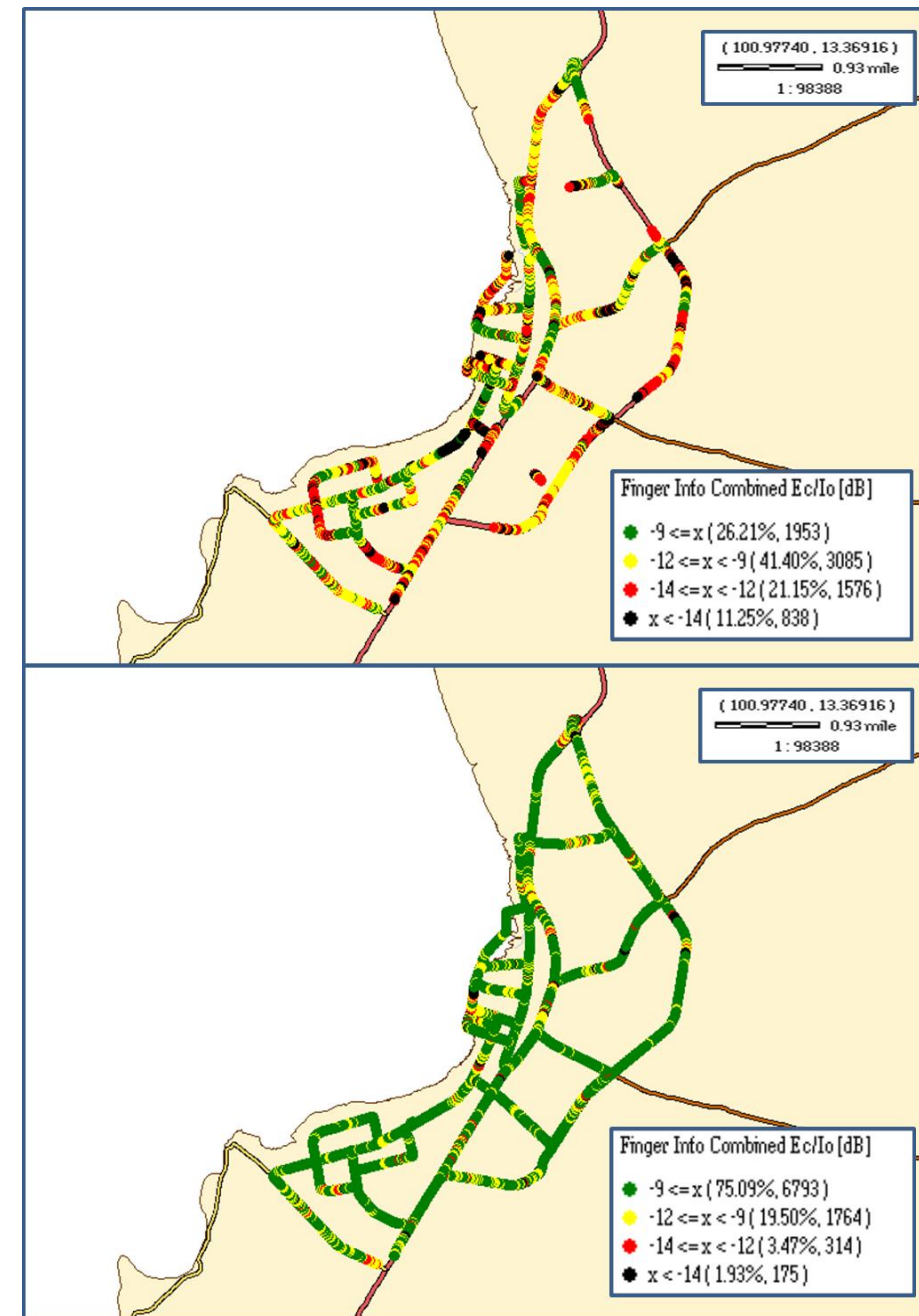 ( 100.97740 , 13.36916 )
0.93 mile
1 : 98388
Finger Info Combined Ec/Io [dB]
-9 <= x ( 26.21%, 1953 )
-12 <= x < -9 ( 41.40%, 3085 )
-14 <= x < -12 ( 21.15%, 1576 )
x < -14 ( 11.25%, 838 )
( 100.97740 , 13.36916 )
0.93 mile
1 : 98388
Finger Info Combined Ec/Io [dB]
-9 <= x ( 75.09%, 6793 )
-12 <= x < -9 ( 19.50%, 1764 )
-14 <= x < -12 ( 3.47%, 314 )
x < -14 ( 1.93%, 175 )